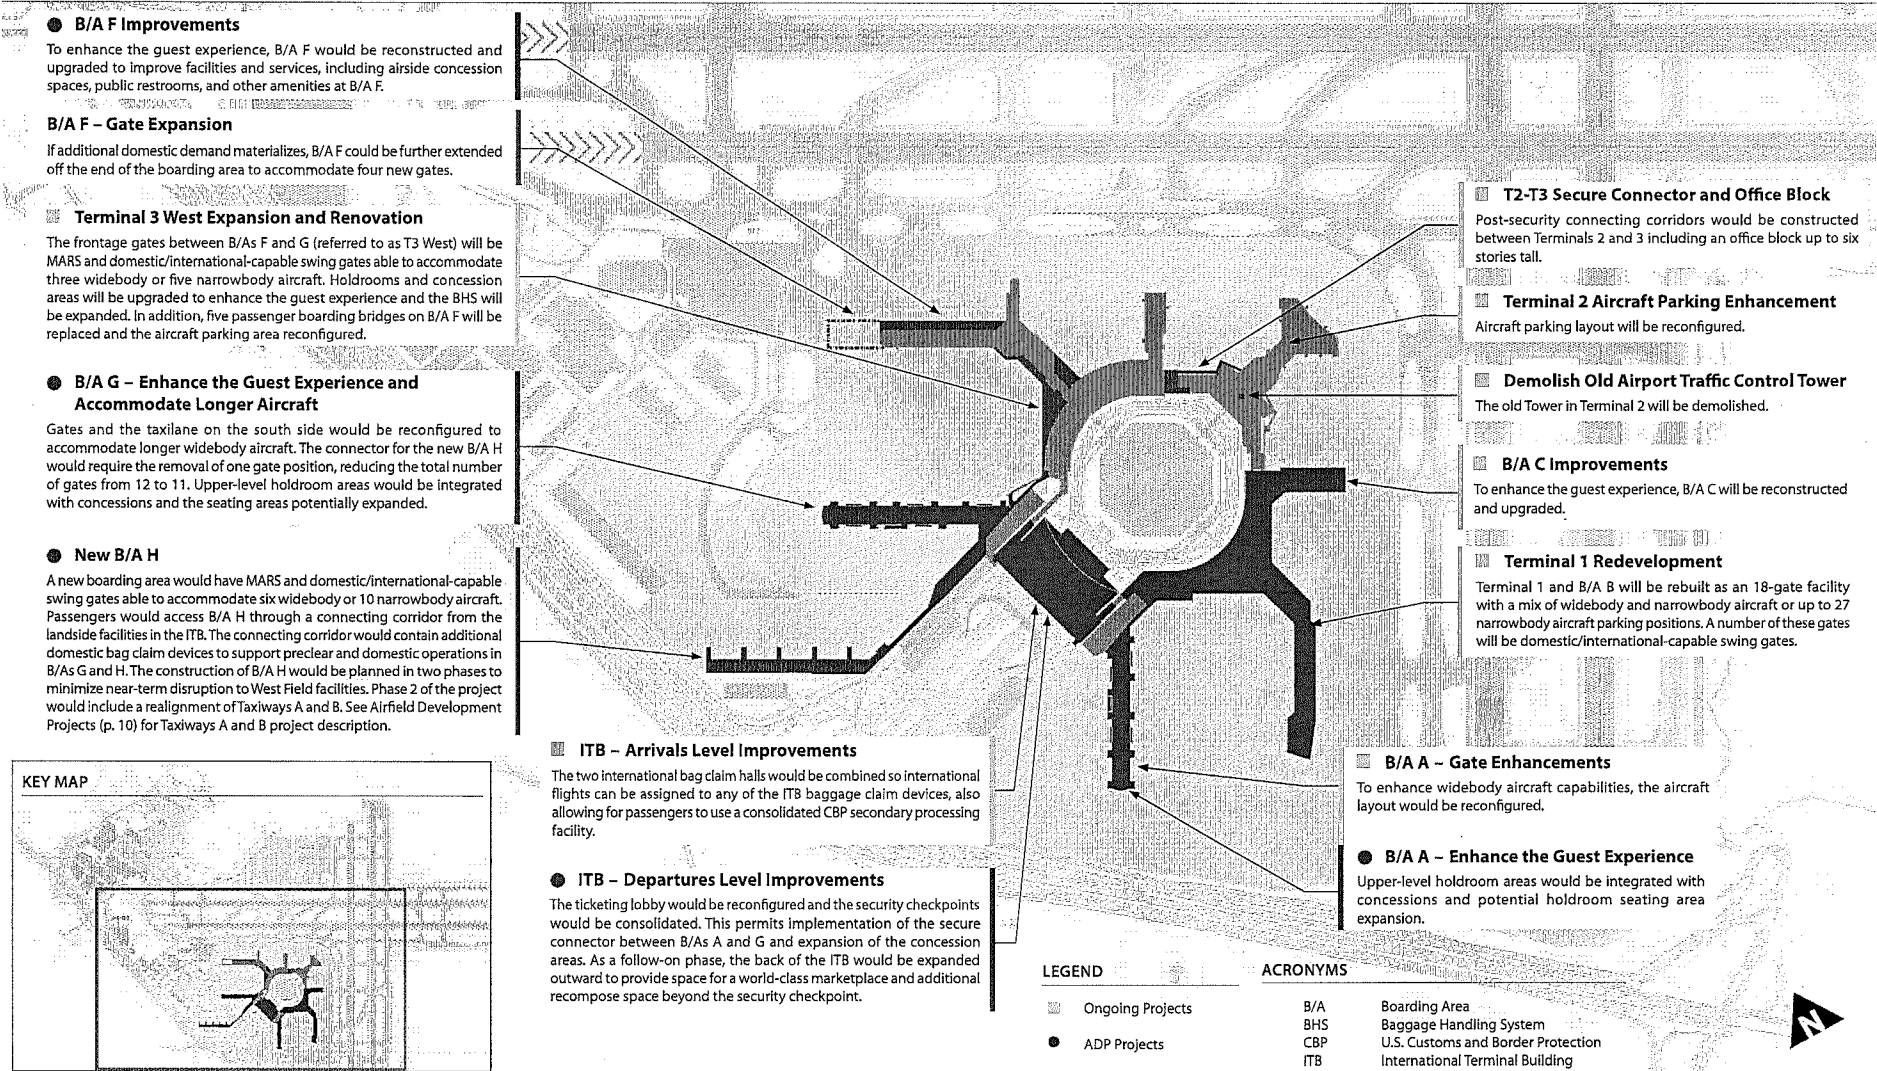 B/A F Improvements
To enhance the guest experience, B/A F would be reconstructed and
upgraded to improve facilities and services, including airside concession
spaces, public restrooms, and other amenities at B/A F.
B/A F – Gate Expansion
If additional domestic demand materializes, B/A F could be further extended
off the end of the boarding area to accommodate four new gates.
Terminal 3 West Expansion and Renovation
The frontage gates between B/As F and G (referred to as T3 West) will be
MARS and domestic/international-capable swing gates able to accommodate
three widebody or five narrowbody aircraft. Holdrooms and concession
areas will be upgraded to enhance the guest experience and the BHS will
be expanded. In addition, five passenger boarding bridges on B/A F will be
replaced and the aircraft parking area reconfigured.
B/A G – Enhance the Guest Experience and
Accommodate Longer Aircraft
Gates and the taxilane on the south side would be reconfigured to
accommodate longer widebody aircraft. The connector for the new B/A H
would require the removal of one gate position, reducing the total number
of gates from 12 to 11. Upper-level holdroom areas would be integrated
with concessions and the seating areas potentially expanded.
New B/A H
A new boarding area would have MARS and domestic/international-capable
swing gates able to accommodate six widebody or 10 narrowbody aircraft.
Passengers would access B/A H through a connecting corridor from the
landside facilities in the ITB. The connecting corridor would contain additional
domestic bag claim devices to support preclear and domestic operations in
B/As G and H. The construction of B/A H would be planned in two phases to
minimize near-term disruption to West Field facilities. Phase 2 of the project
would include a realignment of Taxiways A and B. See Airfield Development
Projects (p. 10) for Taxiways A and B project description.
KEY MAP
ITB – Arrivals Level Improvements
The two international bag claim halls would be combined so international
flights can be assigned to any of the ITB baggage claim devices, also
allowing for passengers to use a consolidated CBP secondary processing
facility.
ITB – Departures Level Improvements
The ticketing lobby would be reconfigured and the security checkpoints
would be consolidated. This permits implementation of the secure
connector between B/As A and G and expansion of the concession
areas. As a follow-on phase, the back of the ITB would be expanded
outward to provide space for a world-class marketplace and additional
recompose space beyond the security checkpoint.
T2-T3 Secure Connector and Office Block
Post-security connecting corridors would be constructed
between Terminals 2 and 3 including an office block up to six
stories tall.
Terminal 2 Aircraft Parking Enhancement
Aircraft parking layout will be reconfigured.
Demolish Old Airport Traffic Control Tower
The old Tower in Terminal 2 will be demolished.
B/A C Improvements
To enhance the guest experience, B/A C will be reconstructed
and upgraded.
Terminal 1 Redevelopment
Terminal 1 and B/A B will be rebuilt as an 18-gate facility
with a mix of widebody and narrowbody aircraft or up to 27
narrowbody aircraft parking positions. A number of these gates
will be domestic/international-capable swing gates.
B/A A – Gate Enhancements
To enhance widebody aircraft capabilities, the aircraft
layout would be reconfigured.
B/A A – Enhance the Guest Experience
Upper-level holdroom areas would be integrated with
concessions and potential holdroom seating area
expansion.
LEGEND
Ongoing Projects
ADP Projects
ACRONYMS
B/A Boarding Area
BHS Baggage Handling System
CBP U.S. Customs and Border Protection
ITB International Terminal Building
N